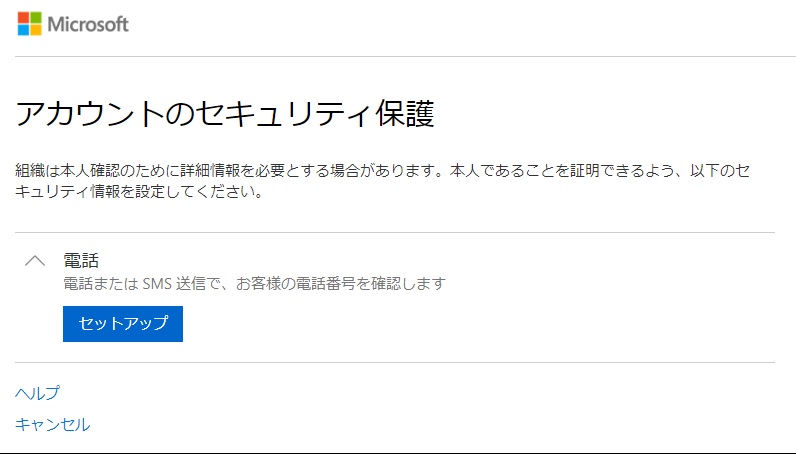 Microsoft
アカウントのセキュリティ保護
組織は本人確認のために詳細情報を必要とする場合があります。本人であることを証明できるよう、以下のセ
キュリティ情報を設定してください。
電話
電話または SMS 送信で、お客様の電話番号を確認します
セットアップ
ヘルプ
キャンセル